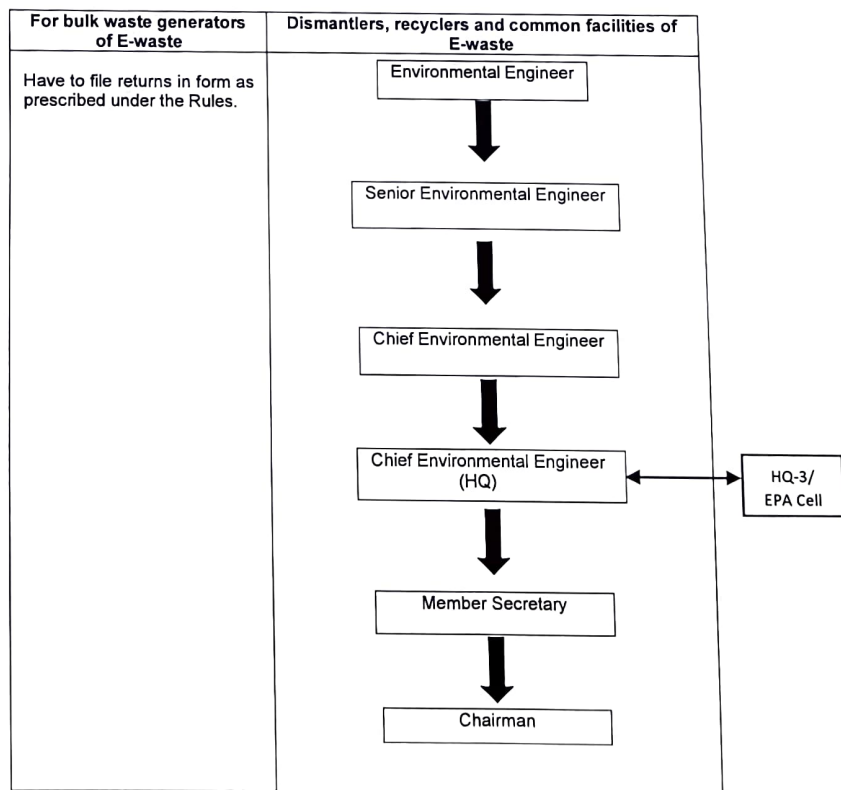 For bulk waste generators
of E-waste
Dismantlers, recyclers and common facilities of
E-waste
Have to file returns in form as
prescribed under the Rules.
Environmental Engineer
Senior Environmental Engineer
Chief Environmental Engineer
Chief Environmental Engineer
(HQ)
HQ-3/
EPA Cell
Member Secretary
Chairman